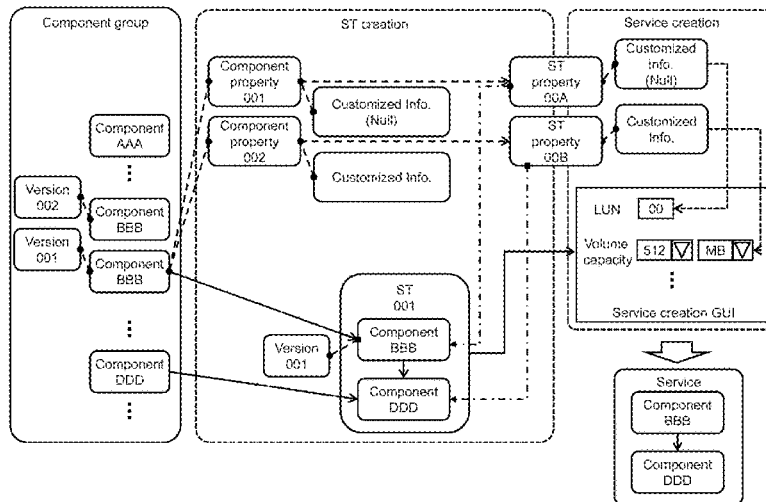 Component group
ST creation
Service creation
Component
property
001
ST
property
00A
Customized
Info.
(Null)
Customized Info.
(Null)
Component
AAA
Component
property
002
ST
property
00B
Customized
Info.
Customized Info.
Version
002
Component
BBB
Version
001
Component
BBB
LUN
00
Volume
capacity
512
MB
Service creation GUI
ST
001
Component
BBB
Version
001
Component
DDD
Component
DDD
Service
Component
BBB
Component
DDD